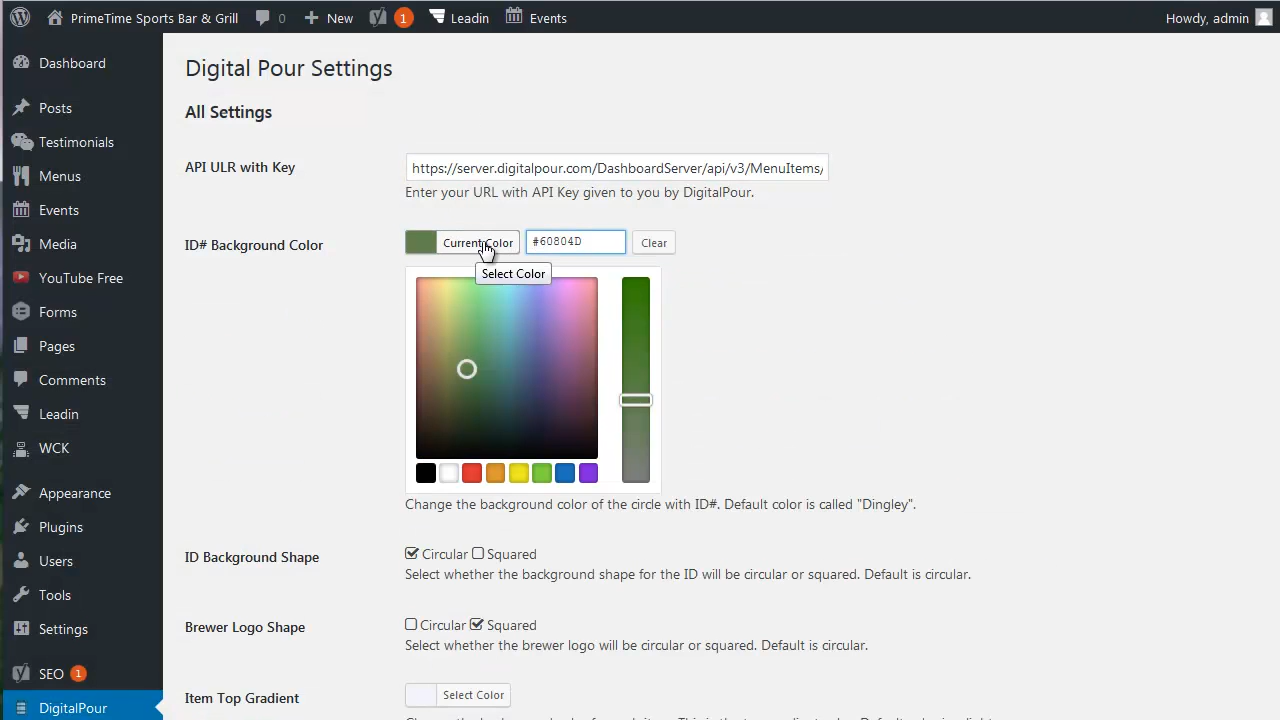 PrimeTime Sports Bar & Grill 0 New 1 Leadin Events Howdy, admin
Dashboard
Posts
Testimonials
Menus
Events
Media
YouTube Free
Forms
Pages
Comments
Leadin
WCK
Appearance
Plugins
Users
Tools
Settings
SEO 1
DigitalPour
Digital Pour Settings
All Settings
API ULR with Key
https://server.digitalpour.com/DashboardServer/api/v3/MenuItems/
Enter your URL with API Key given to you by DigitalPour.
ID# Background Color
Current Color #60804D Clear
Select Color
Change the background color of the circle with ID#. Default color is called "Dingley".
ID Background Shape
Circular Squared
Select whether the background shape for the ID will be circular or squared. Default is circular.
Brewer Logo Shape
Circular Squared
Select whether the brewer logo will be circular or squared. Default is circular.
Item Top Gradient
Select Color